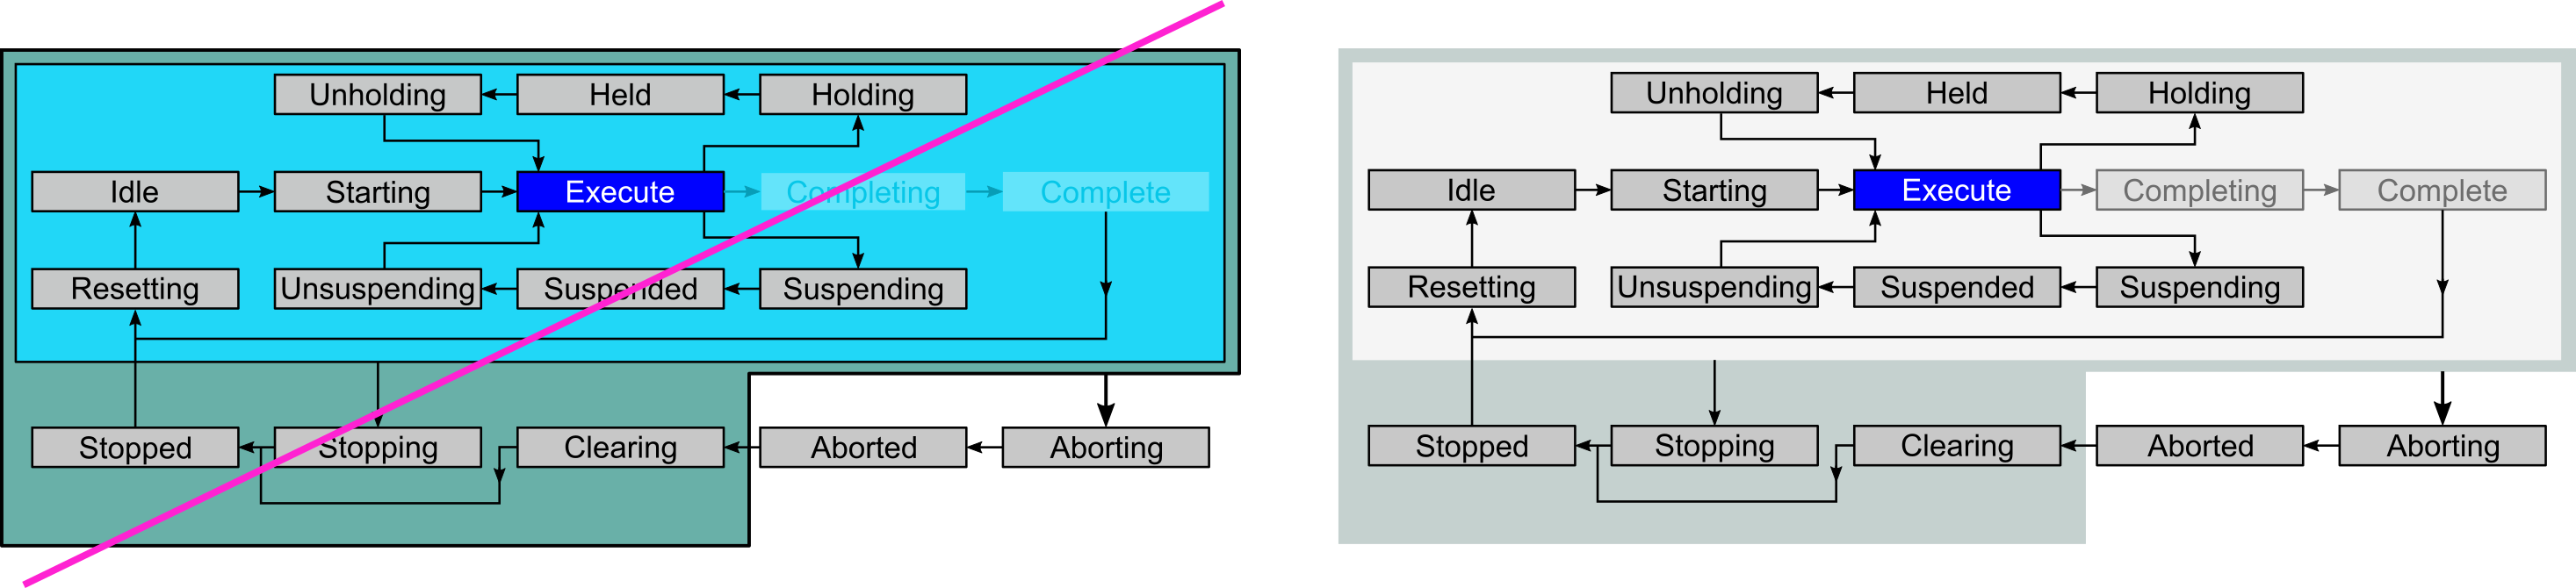 Unholding
Held
Holding
Idle
Starting
Execute
Completing
Complete
Resetting
Unsuspending
Suspended
Suspending
Stopped
Stopping
Clearing
Aborted
Aborting
Unholding
Held
Holding
Idle
Starting
Execute
Completing
Complete
Resetting
Unsuspending
Suspended
Suspending
Stopped
Stopping
Clearing
Aborted
Aborting